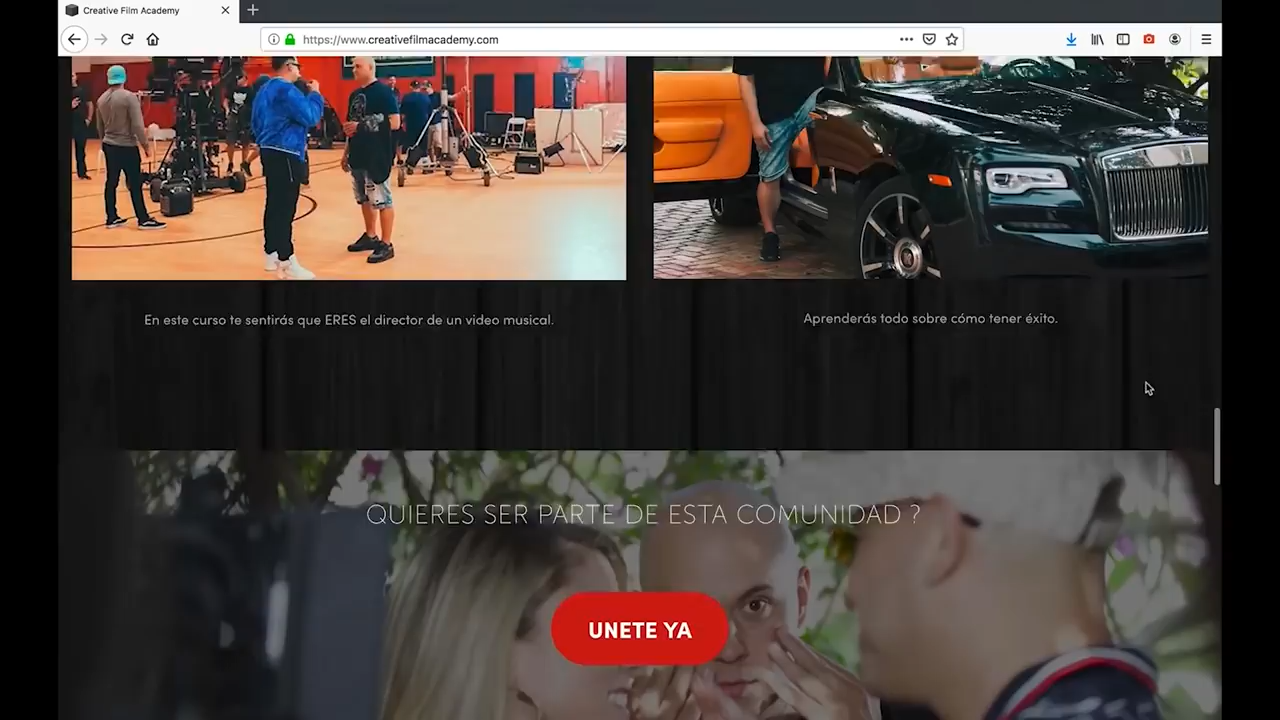 Creative Film Academy
https://www.creativefilmacademy.com
En este curso te sentirás que ERES el director de un video musical.
Aprenderás todo sobre cómo tener éxito.
QUIERES SER PARTE DE ESTA COMUNIDAD ?
UNETE YA